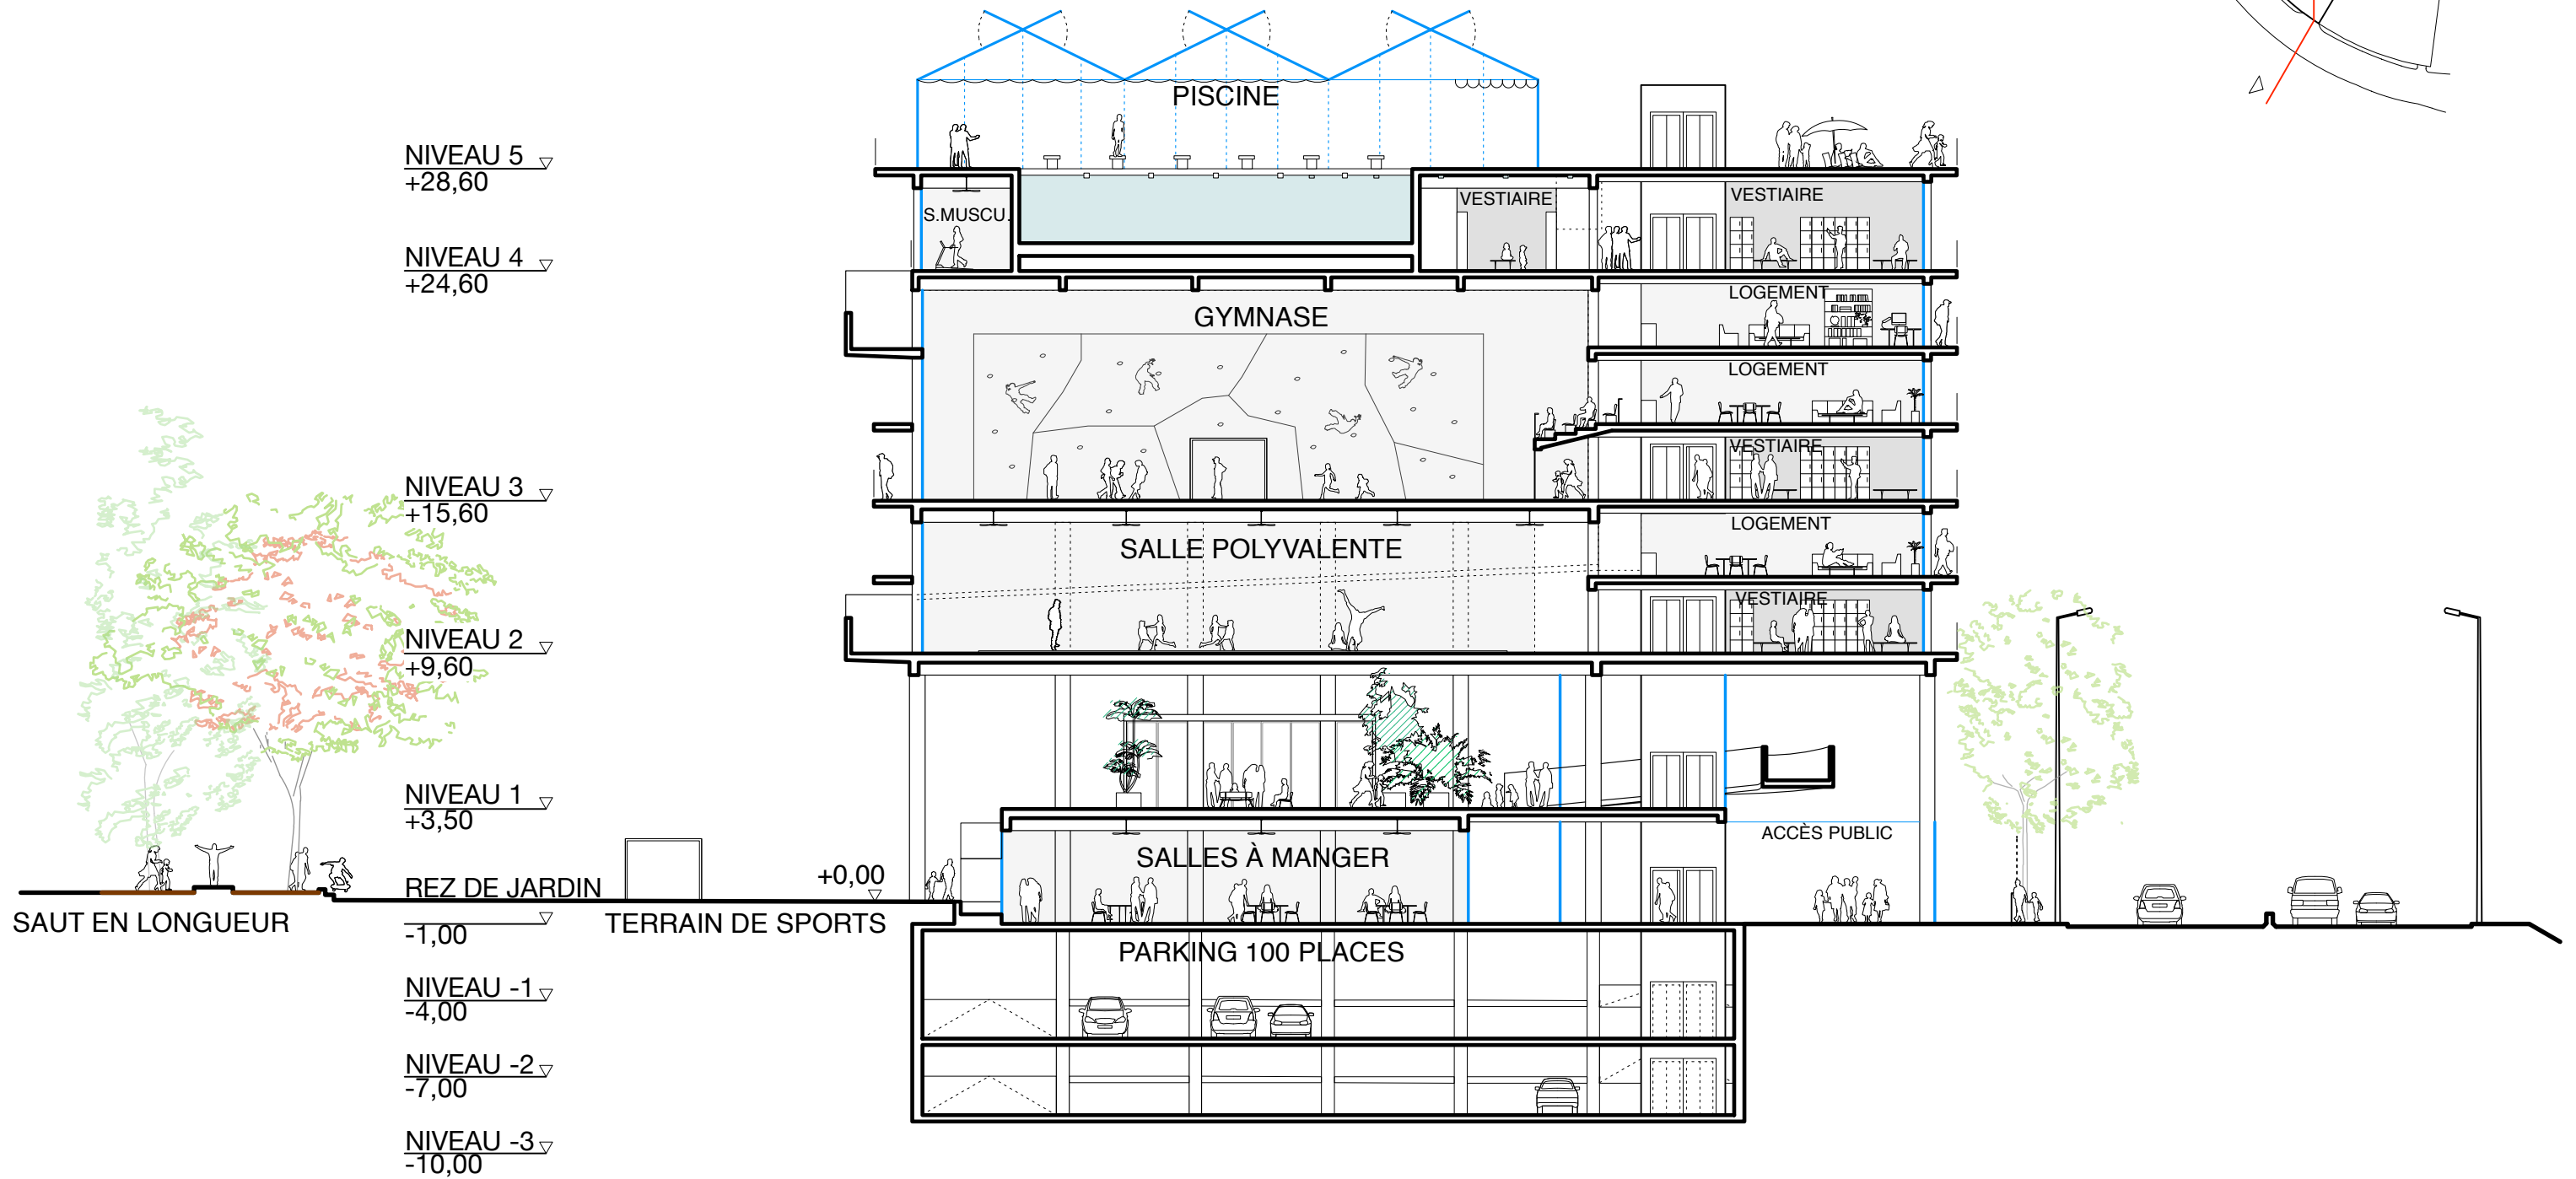 PISCINE
NIVEAU 5
+28,60
S.MUSCU.
VESTIAIRE
VESTIAIRE
NIVEAU 4
+24,60
LOGEMENT
GYMNASE
LOGEMENT
VESTIAIRE
NIVEAU 3
+15,60
LOGEMENT
SALLE POLYVALENTE
VESTIAIRE
NIVEAU 2
+9,60
NIVEAU 1
+3,50
ACCÈS PUBLIC
SALLES À MANGER
+0,00
REZ DE JARDIN
-1,00
SAUT EN LONGUEUR
TERRAIN DE SPORTS
PARKING 100 PLACES
NIVEAU -1
-4,00
NIVEAU -2
-7,00
NIVEAU -3
-10,00